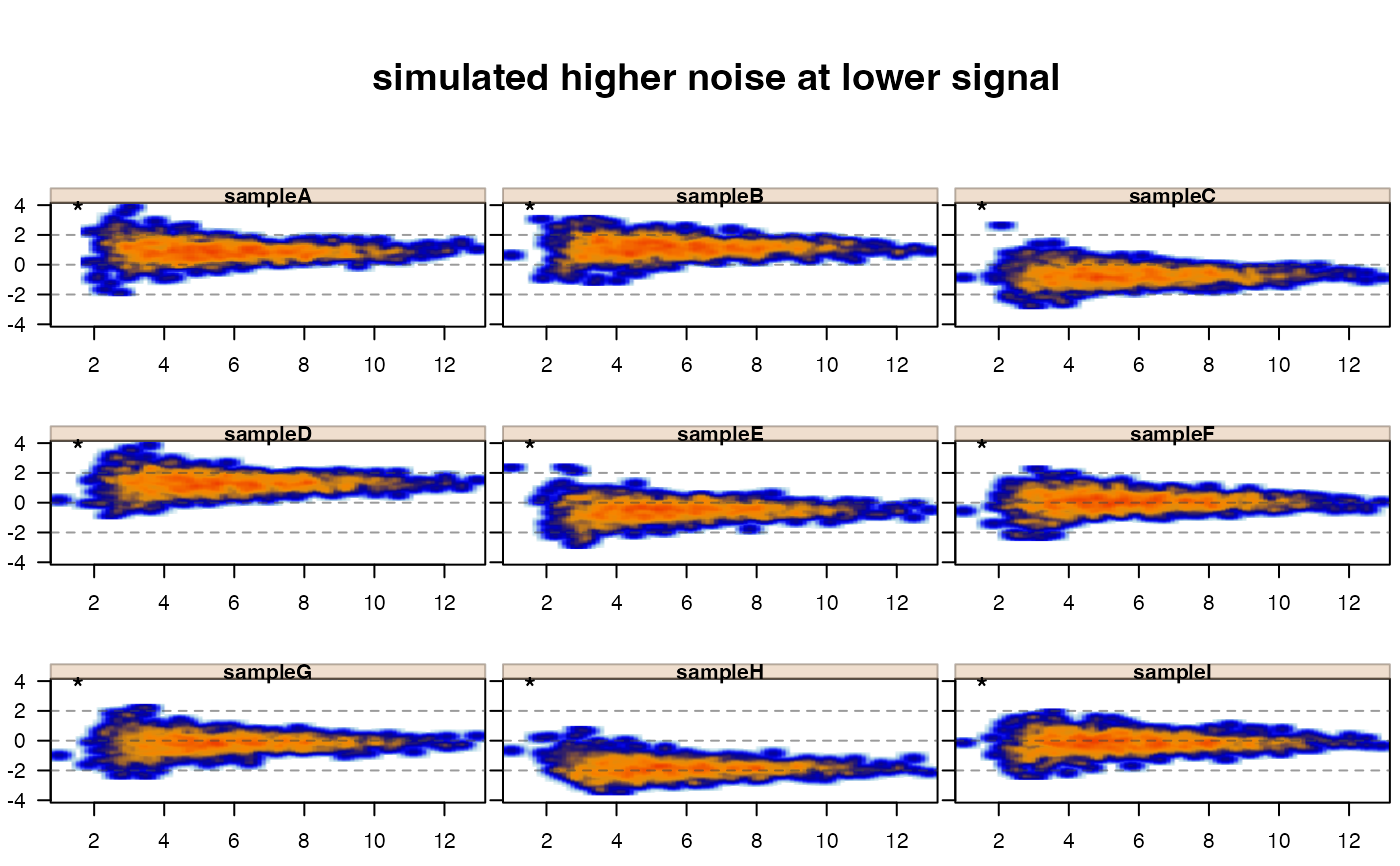 simulated higher noise at lower signal
sampleA sampleB sampleC
* * *
4
2
0
-2
-4
2 4 6 8 10 12 2 4 6 8 10 12 2 4 6 8 10 12
sampleD sampleE sampleF
* * *
4
2
0
-2
-4
2 4 6 8 10 12 2 4 6 8 10 12 2 4 6 8 10 12
sampleG sampleH sampleI
* * *
4
2
0
-2
-4
2 4 6 8 10 12 2 4 6 8 10 12 2 4 6 8 10 12